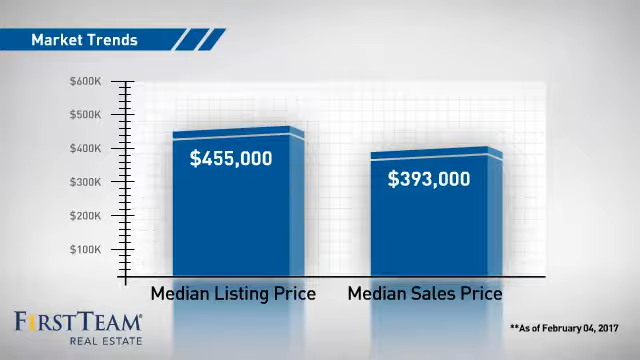 Market Trends
$600K
$500K
$400K
$300K
$200K
$100K
$455,000
$393,000
Median Listing Price
Median Sales Price
FIRSTTEAM®
REAL ESTATE
**As of February 04, 2017